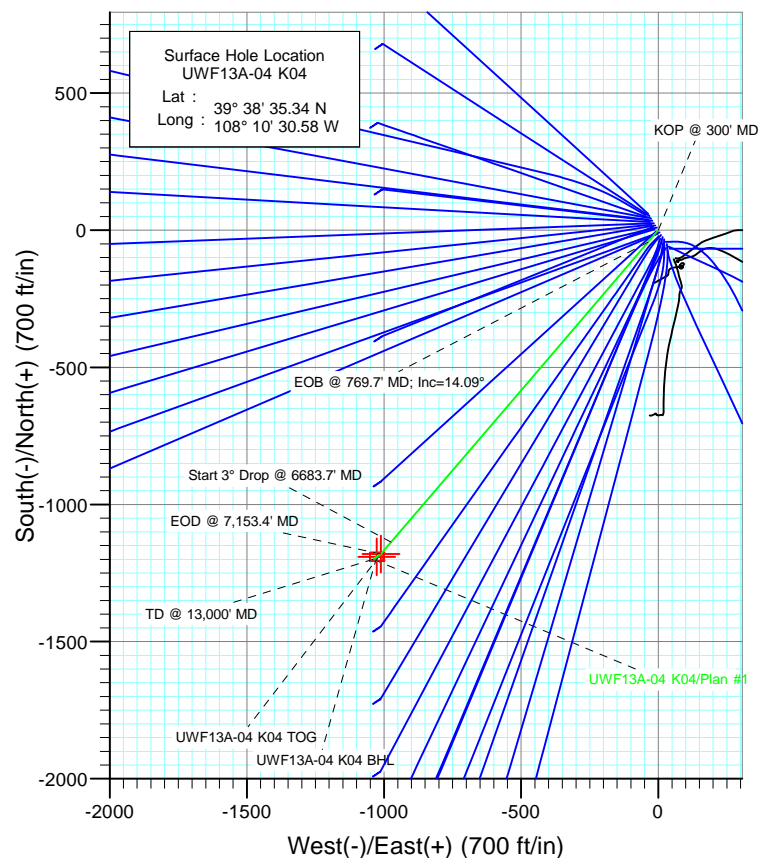 Surface Hole Location
UWF13A-04 K04
Lat : 39° 38' 35.34 N
Long : 108° 10' 30.58 W
KOP @ 300' MD
500
0
-500
-1000
-1500
-2000
South(-)/North(+) (700 ft/in)
EOB @ 769.7' MD; Inc=14.09°
Start 3° Drop @ 6683.7' MD
EOD @ 7,153.4' MD
TD @ 13,000' MD
UWF13A-04 K04/Plan #1
UWF13A-04 K04 TOG
UWF13A-04 K04 BHL
-2000 -1500 -1000 -500 0
West(-)/East(+) (700 ft/in)